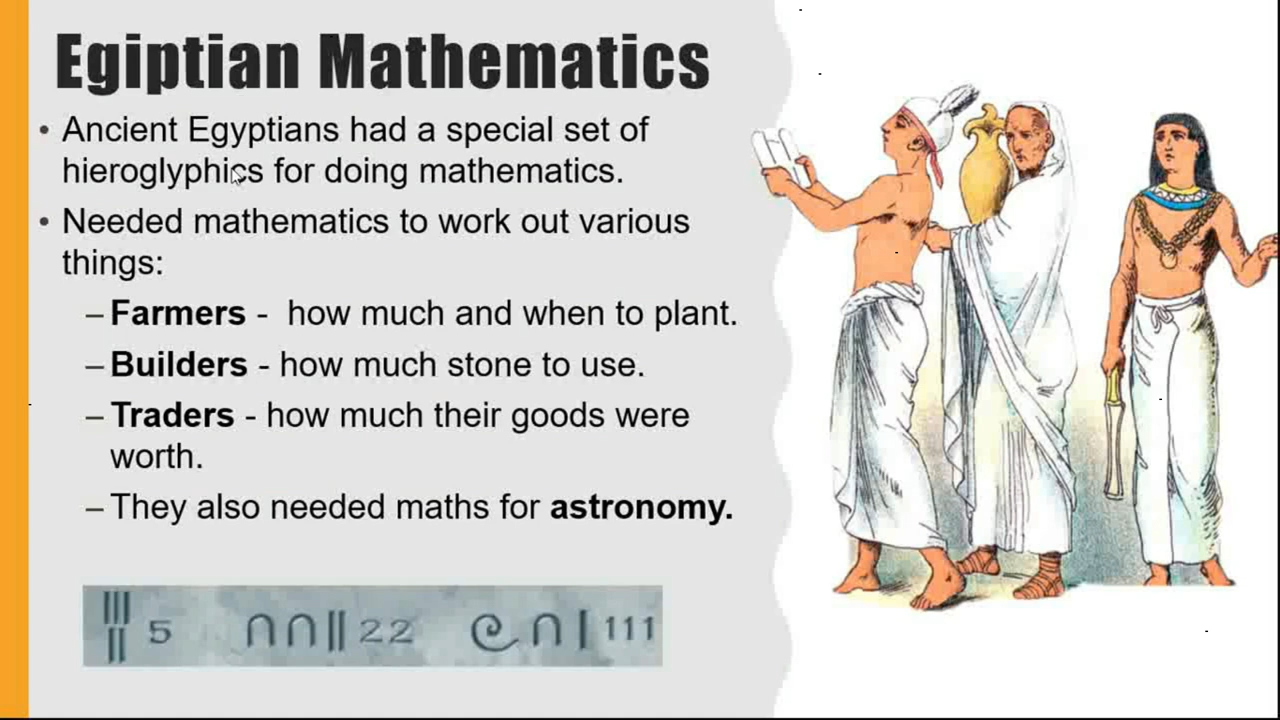 Egiptian Mathematics
• Ancient Egyptians had a special set of
hieroglyphics for doing mathematics.
• Needed mathematics to work out various
things:
– Farmers - how much and when to plant.
– Builders - how much stone to use.
– Traders - how much their goods were
worth.
– They also needed maths for astronomy.
5 22 111